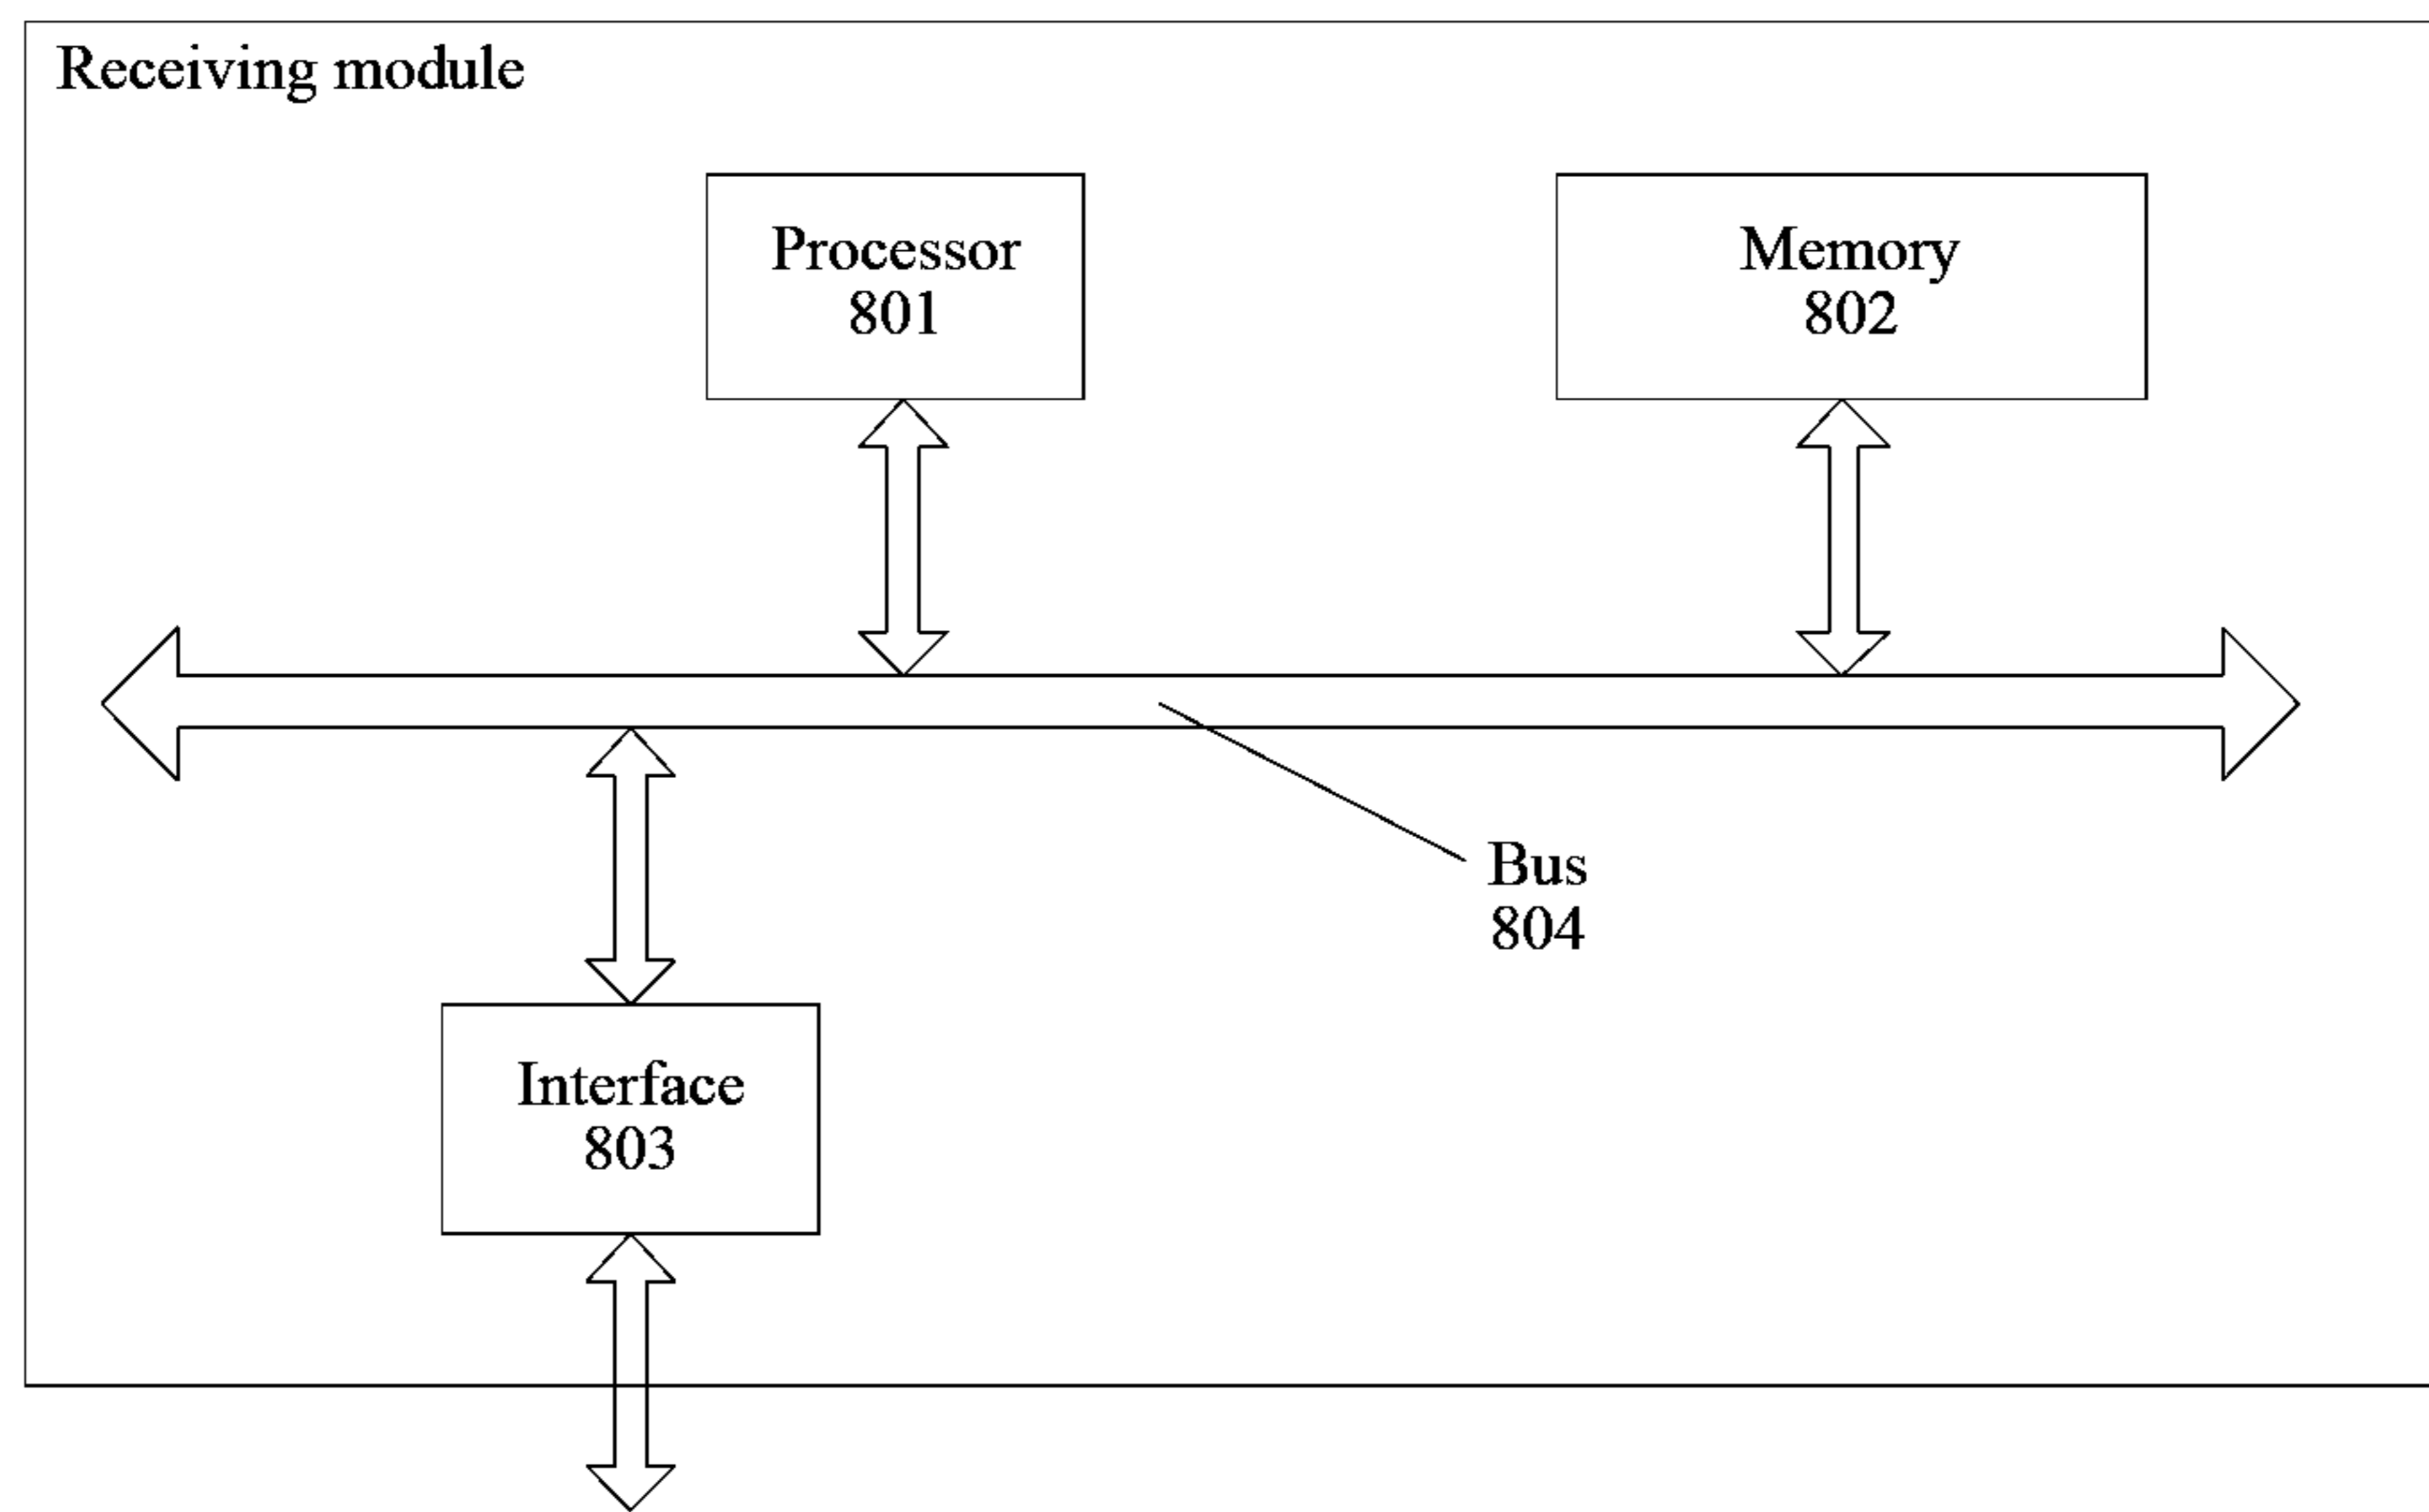 Receiving module
Processor
801
Memory
802
Bus
804
Interface
803